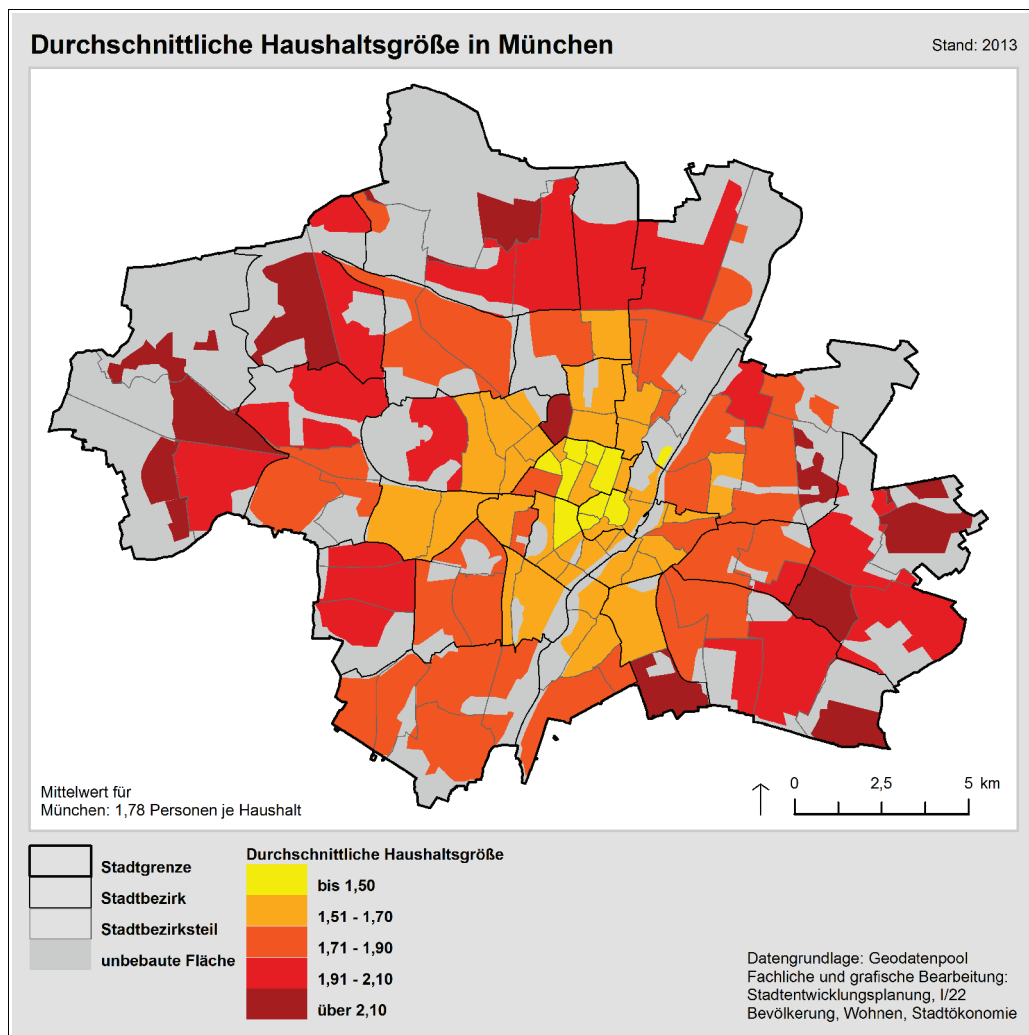 Durchschnittliche Haushaltsgröße in München
Stand: 2013
Mittelwert für
München: 1,78 Personen je Haushalt
0 2,5 5 km
Stadtgrenze
Stadtbezirk
Stadtbezirksteil
unbebaute Fläche
Durchschnittliche Haushaltsgröße
bis 1,50
1,51 - 1,70
1,71 - 1,90
1,91 - 2,10
über 2,10
Datengrundlage: Geodatenpool
Fachliche und grafische Bearbeitung:
Stadtentwicklungsplanung, I/22
Bevölkerung, Wohnen, Stadtökonomie